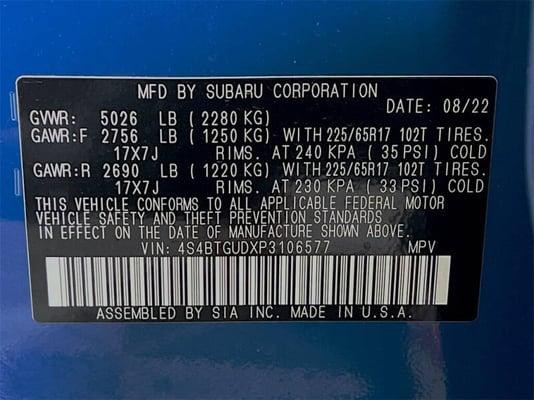 MFD BY SUBARU CORPORATION
DATE: 08/22
GVWR: 5026 LB (2280 KG)
GAWR:F 2756 LB (1250 KG) WITH 225/65R17 102T TIRES.
17X7J RIMS. AT 240 KPA (35 PSI) COLD
GAWR:R 2690 LB (1220 KG) WITH 225/65R17 102T TIRES.
17X7J RIMS. AT 230 KPA (33 PSI) COLD
THIS VEHICLE CONFORMS TO ALL APPLICABLE FEDERAL MOTOR
VEHICLE SAFETY AND THEFT PREVENTION STANDARDS
IN EFFECT ON THE DATE OF MANUFACTURE SHOWN ABOVE.
VIN: 4S4BTGUDXP3106577 MPV
ASSEMBLED BY SIA INC. MADE IN U.S.A.